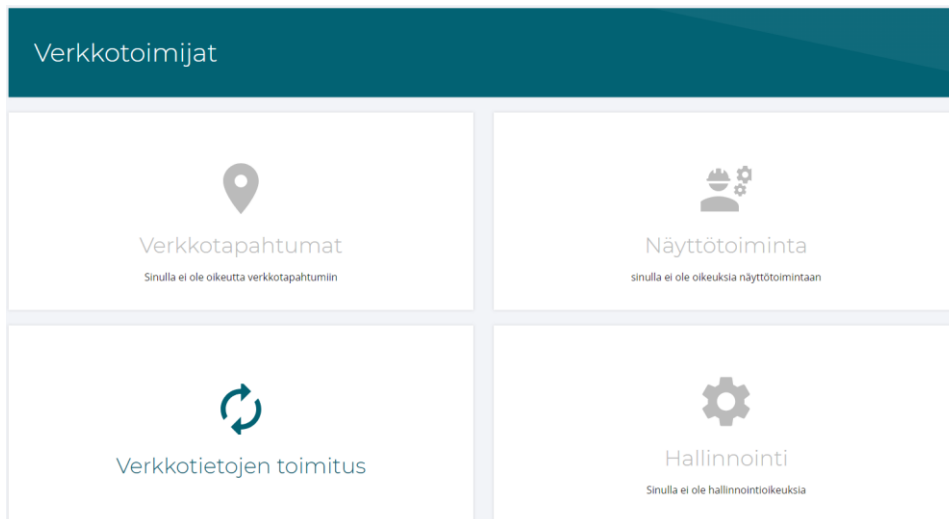 Verkkotoimijat
Verkkotapahtumat
Sinulla ei ole oikeutta verkkotapahtumiin
Näyttötoiminta
sinulla ei ole oikeuksia näyttötoimintaan
Verkkotietojen toimitus
Hallinnointi
Sinulla ei ole hallinnointioikeuksia